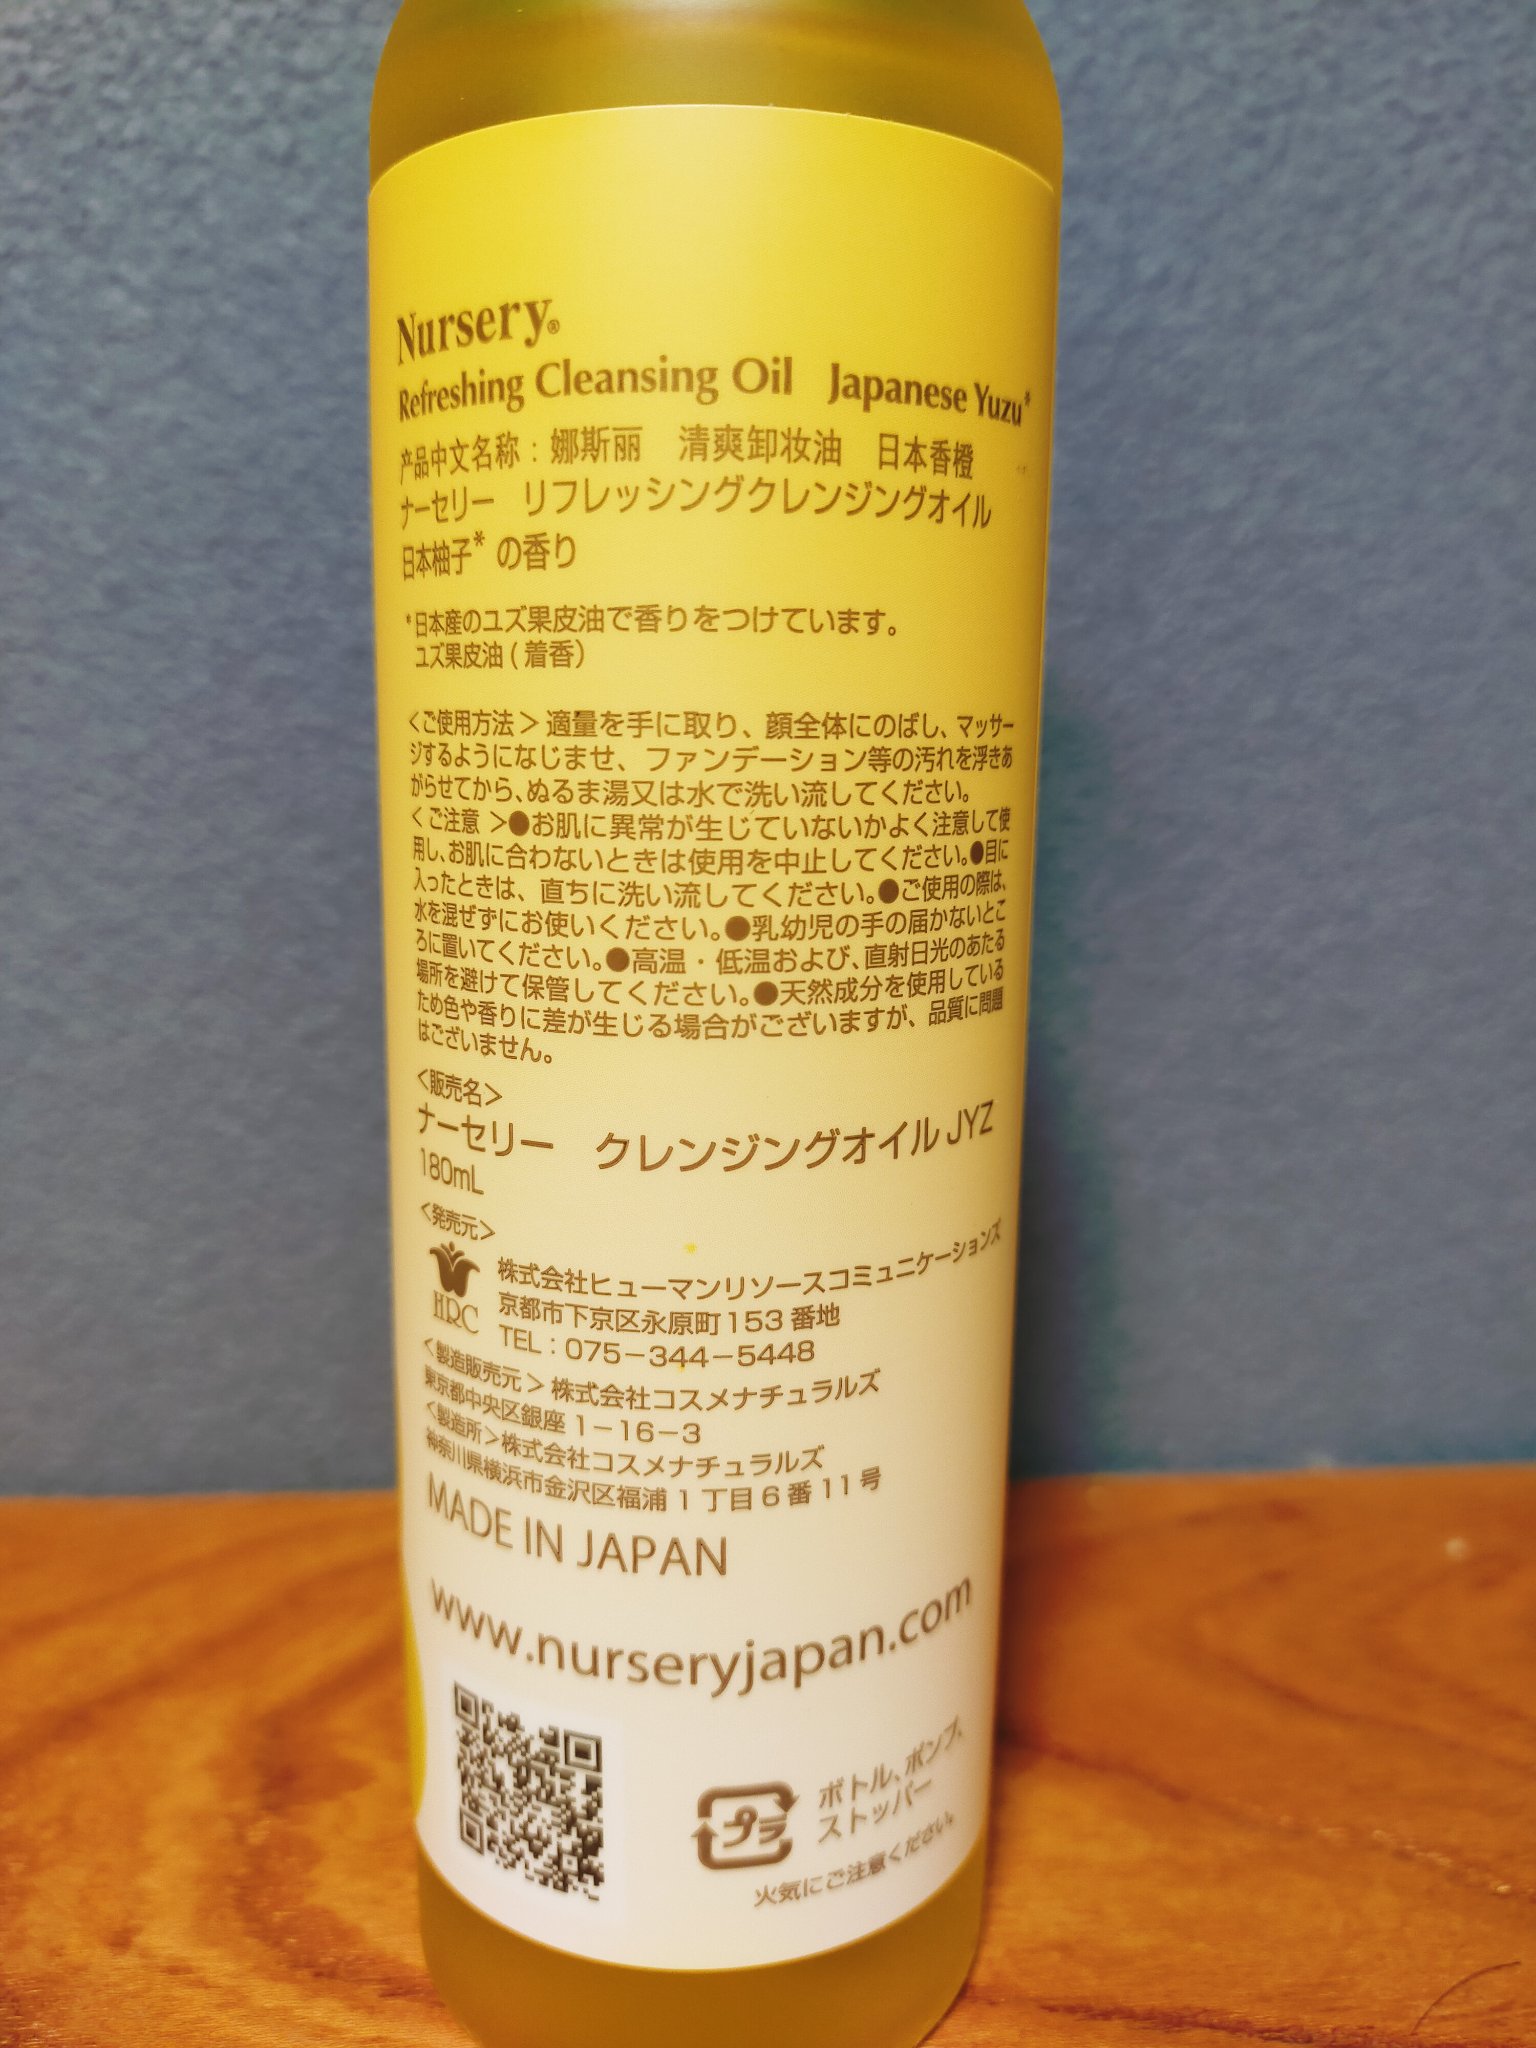 Nursery®
Refreshing Cleansing Oil Japanese Yuzu*
产品中文名称：娜斯丽 清爽卸妆油 日本香橙
ナーセリー リフレッシングクレンジングオイル
日本柚子* の香り
*日本産のユズ果皮油で香りをつけています。
ユズ果皮油(着香)
<ご使用方法>適量を手に取り、顔全体にのばし、マッサー
ジするようになじませ、ファンデーション等の汚れを浮きあ
がらせてから、ぬるま湯又は水で洗い流してください。
<ご注意>●お肌に異常が生じていないかよく注意して使
用し、お肌に合わないときは使用を中止してください。●目に
入ったときは、直ちに洗い流してください。●ご使用の際は、
水を混ぜずにお使いください。●乳幼児の手の届かないとこ
ろに置いてください。●高温・低温および、直射日光のあたる
場所を避けて保管してください。●天然成分を使用している
ため色や香りに差が生じる場合がございますが、品質に問題
はございません。
<販売名>
ナーセリー クレンジングオイルJYZ
180mL
<発売元>
HRC
株式会社ヒューマンリソースコミュニケーションズ
京都市下京区永原町153番地
TEL：075−344−5448
<製造販売元>株式会社コスメナチュラルズ
東京都中央区銀座1−16−3
<製造所>株式会社コスメナチュラルズ
神奈川県横浜市金沢区福浦1丁目6番11号
MADE IN JAPAN
www.nurseryjapan.com
プラ
ボトル、ポンプ、
ストッパー
火気にご注意ください。